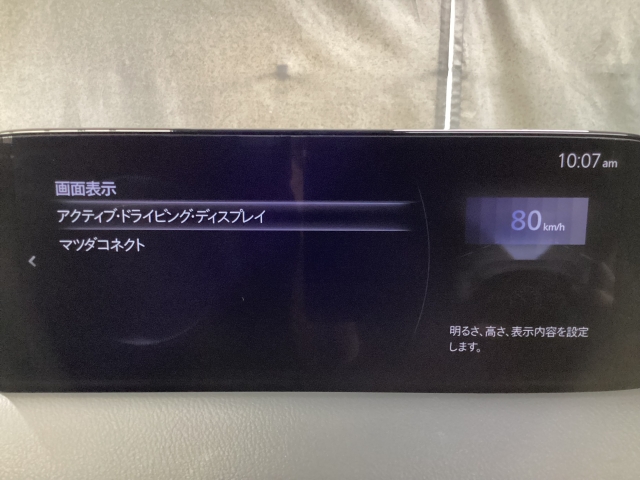 10:07 am
画面表示
アクティブ・ドライビング・ディスプレイ
マツダコネクト
80 km/h
明るさ、高さ、表示内容を設定
します。